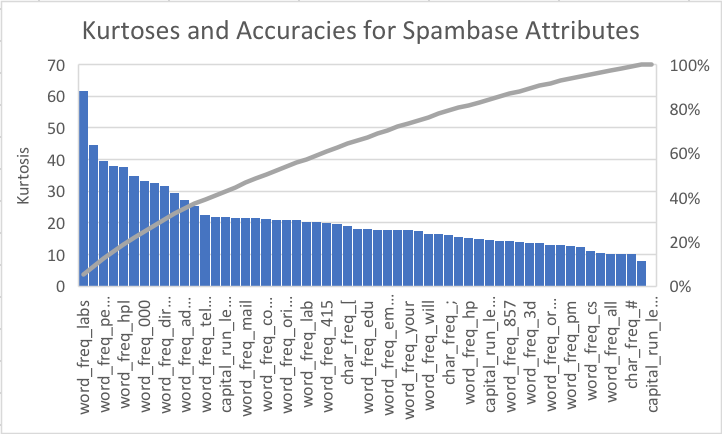 Kurtoses and Accuracies for Spambase Attributes
70
60
50
40
30
20
10
0
Kurtosis
100%
80%
60%
40%
20%
0%
word_freq_labs
word_freq_pe…
word_freq_hpl
word_freq_000
word_freq_dir…
word_freq_ad…
word_freq_tel…
capital_run_le…
word_freq_mail
word_freq_co…
word_freq_ori…
word_freq_lab
word_freq_415
char_freq_[
word_freq_edu
word_freq_em…
word_freq_your
word_freq_will
char_freq_;
word_freq_hp
capital_run_le…
word_freq_857
word_freq_3d
word_freq_or…
word_freq_pm
word_freq_cs
word_freq_all
char_freq_#
capital_run_le…